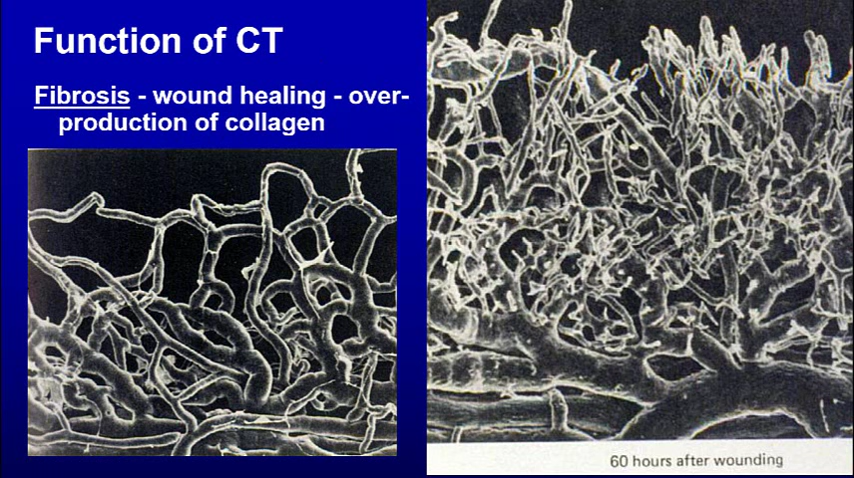 Function of CT
Fibrosis - wound healing - over-
production of collagen
60 hours after wounding